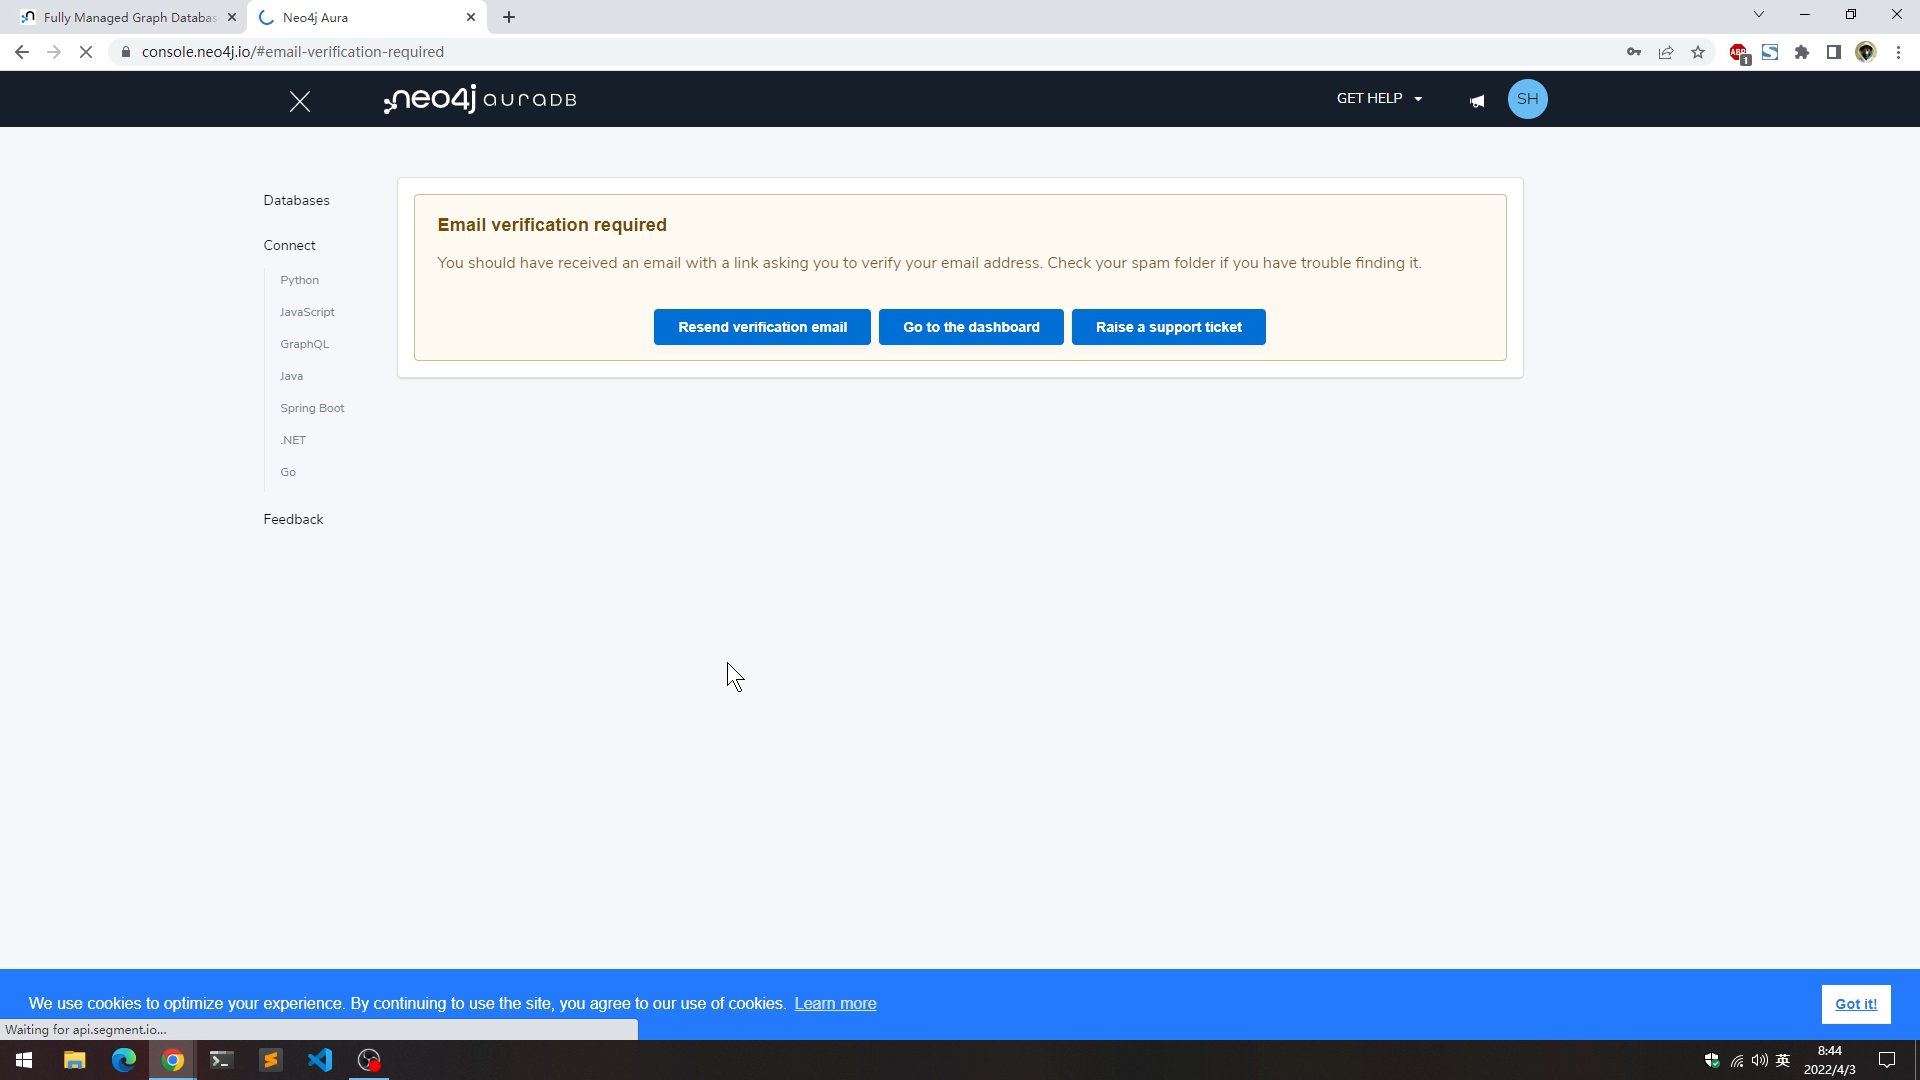 Fully Managed Graph Databas
Neo4j Aura
console.neo4j.io/#email-verification-required
ABP
1
neo4j auraDB
GET HELP
SH
Databases
Connect
Python
JavaScript
GraphQL
Java
Spring Boot
.NET
Go
Feedback
Email verification required
You should have received an email with a link asking you to verify your email address. Check your spam folder if you have trouble finding it.
Resend verification email
Go to the dashboard
Raise a support ticket
We use cookies to optimize your experience. By continuing to use the site, you agree to our use of cookies. Learn more
Got it!
Waiting for api.segment.io...
英
8:44
2022/4/3